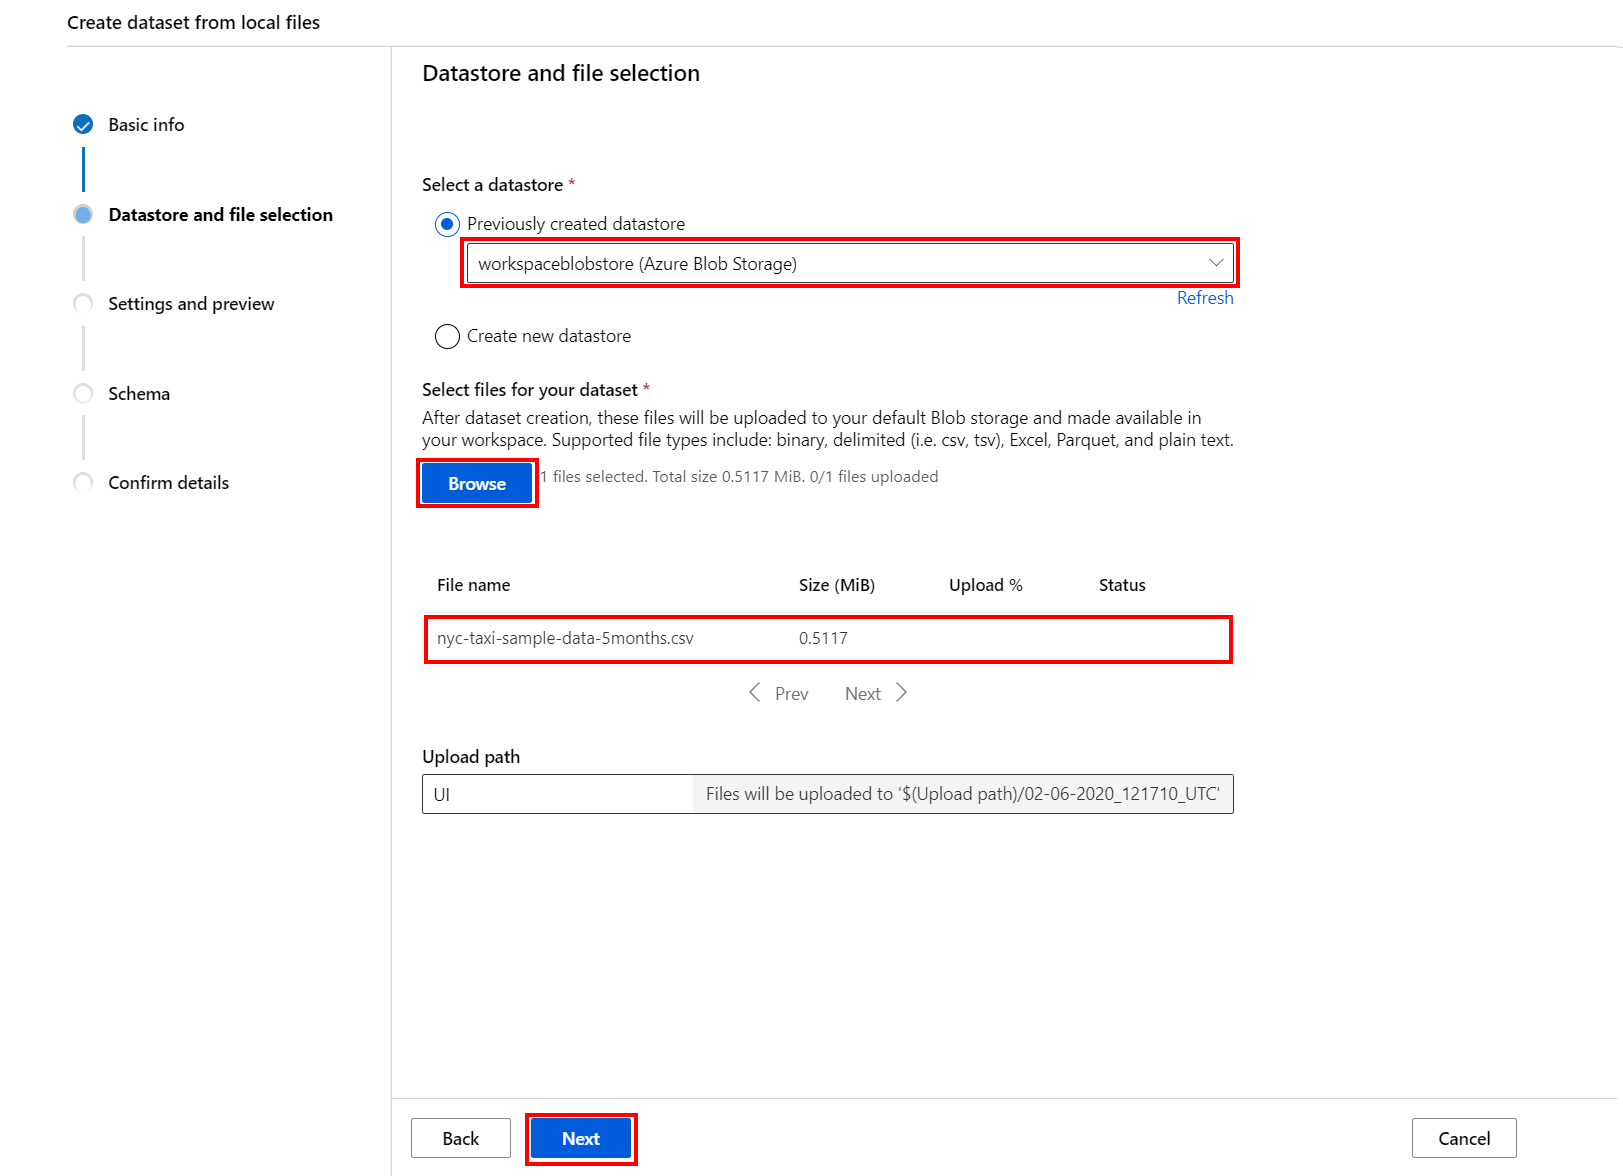 Create dataset from local files
Basic info
Datastore and file selection
Settings and preview
Schema
Confirm details
Datastore and file selection
Select a datastore *
Previously created datastore
workspaceblobstore (Azure Blob Storage)
Refresh
Create new datastore
Select files for your dataset *
After dataset creation, these files will be uploaded to your default Blob storage and made available in
your workspace. Supported file types include: binary, delimited (i.e. csv, tsv), Excel, Parquet, and plain text.
Browse 1 files selected. Total size 0.5117 MiB. 0/1 files uploaded
File name Size (MiB) Upload % Status
nyc-taxi-sample-data-5months.csv 0.5117
Prev Next
Upload path
UI Files will be uploaded to '$(Upload path)/02-06-2020_121710_UTC'
Back Next Cancel